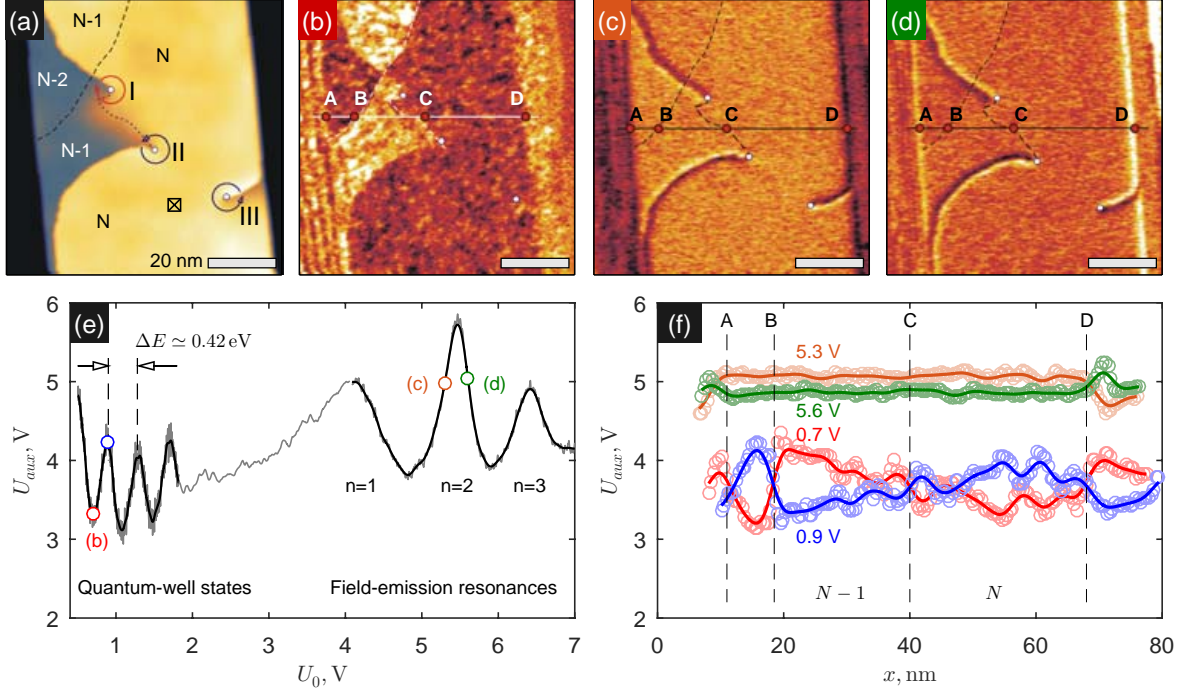 (a)
N-1
N
N-2
I
N-1
II
N
III
20 nm
(b)
A B C D
(c)
A B C D
(d)
A B C D
(e)
ΔE ≃ 0.42 eV
(c) (d)
(b)
n=1 n=2 n=3
Quantum-well states Field-emission resonances
6
5
4
3
2
U_aux, V
1 2 3 4 5 6 7
U_0, V
(f)
A B C D
5.3 V
5.6 V
0.7 V
0.9 V
N − 1 N
6
5
4
3
2
U_aux, V
0 20 40 60 80
x, nm